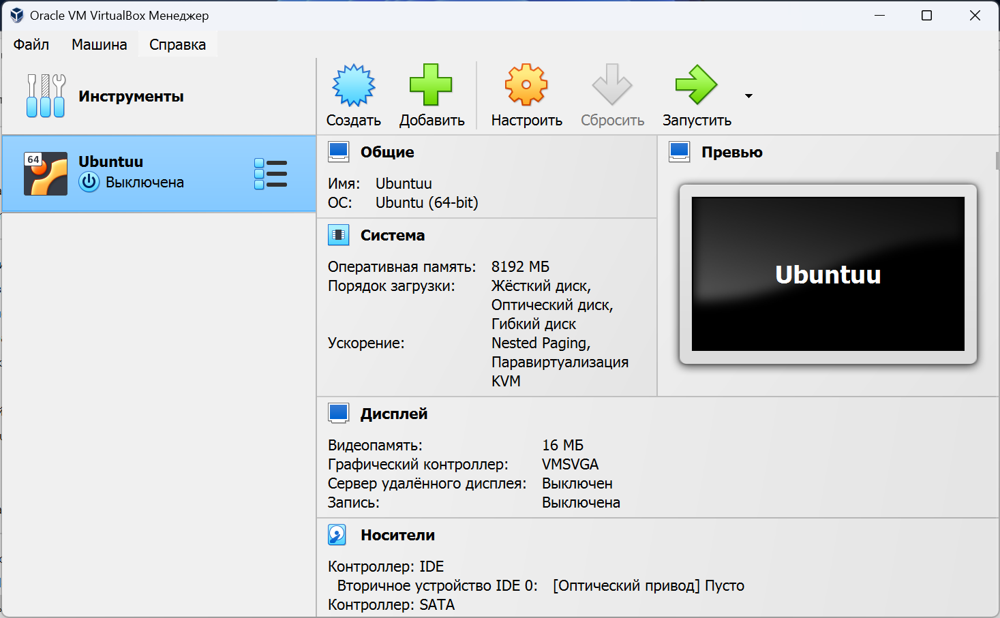 Oracle VM VirtualBox Менеджер
Файл Машина Справка
Инструменты
Создать Добавить Настроить Сбросить Запустить
64
Ubuntuu
Выключена
Общие
Имя: Ubuntuu
ОС: Ubuntu (64-bit)
Превью
Ubuntuu
Система
Оперативная память: 8192 МБ
Порядок загрузки: Жёсткий диск,
Оптический диск,
Гибкий диск
Ускорение: Nested Paging,
Паравиртуализация
KVM
Дисплей
Видеопамять: 16 МБ
Графический контроллер: VMSVGA
Сервер удалённого дисплея: Выключен
Запись: Выключена
Носители
Контроллер: IDE
Вторичное устройство IDE 0: [Оптический привод] Пусто
Контроллер: SATA